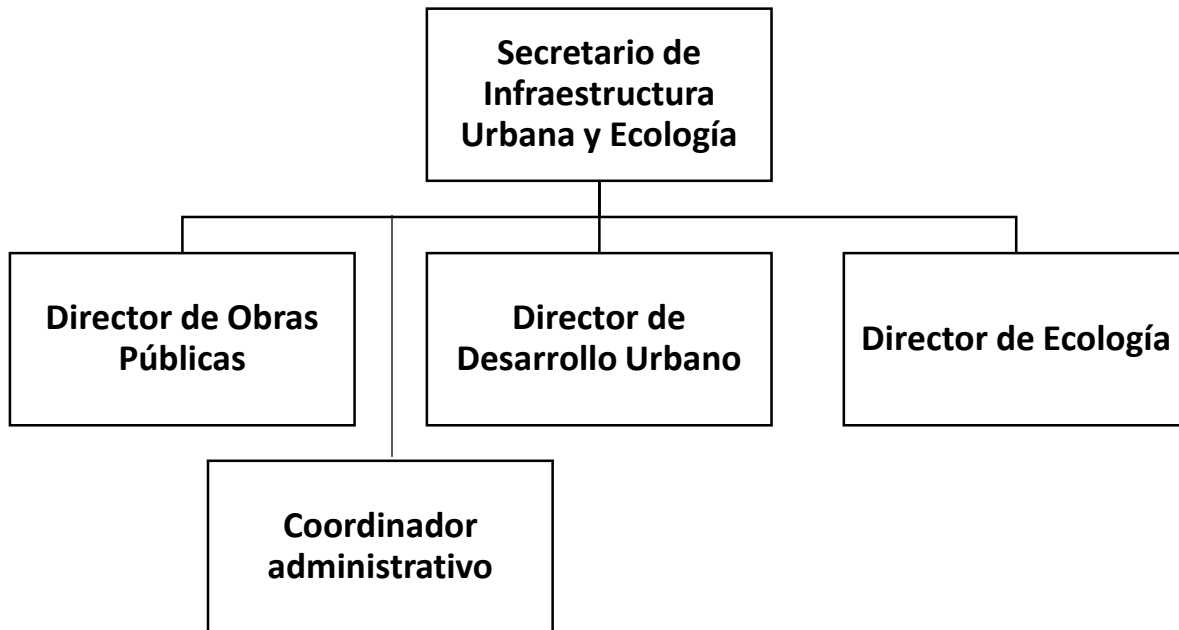 Secretario de
Infraestructura
Urbana y Ecología
Director de Obras
Públicas
Director de
Desarrollo Urbano
Director de Ecología
Coordinador
administrativo